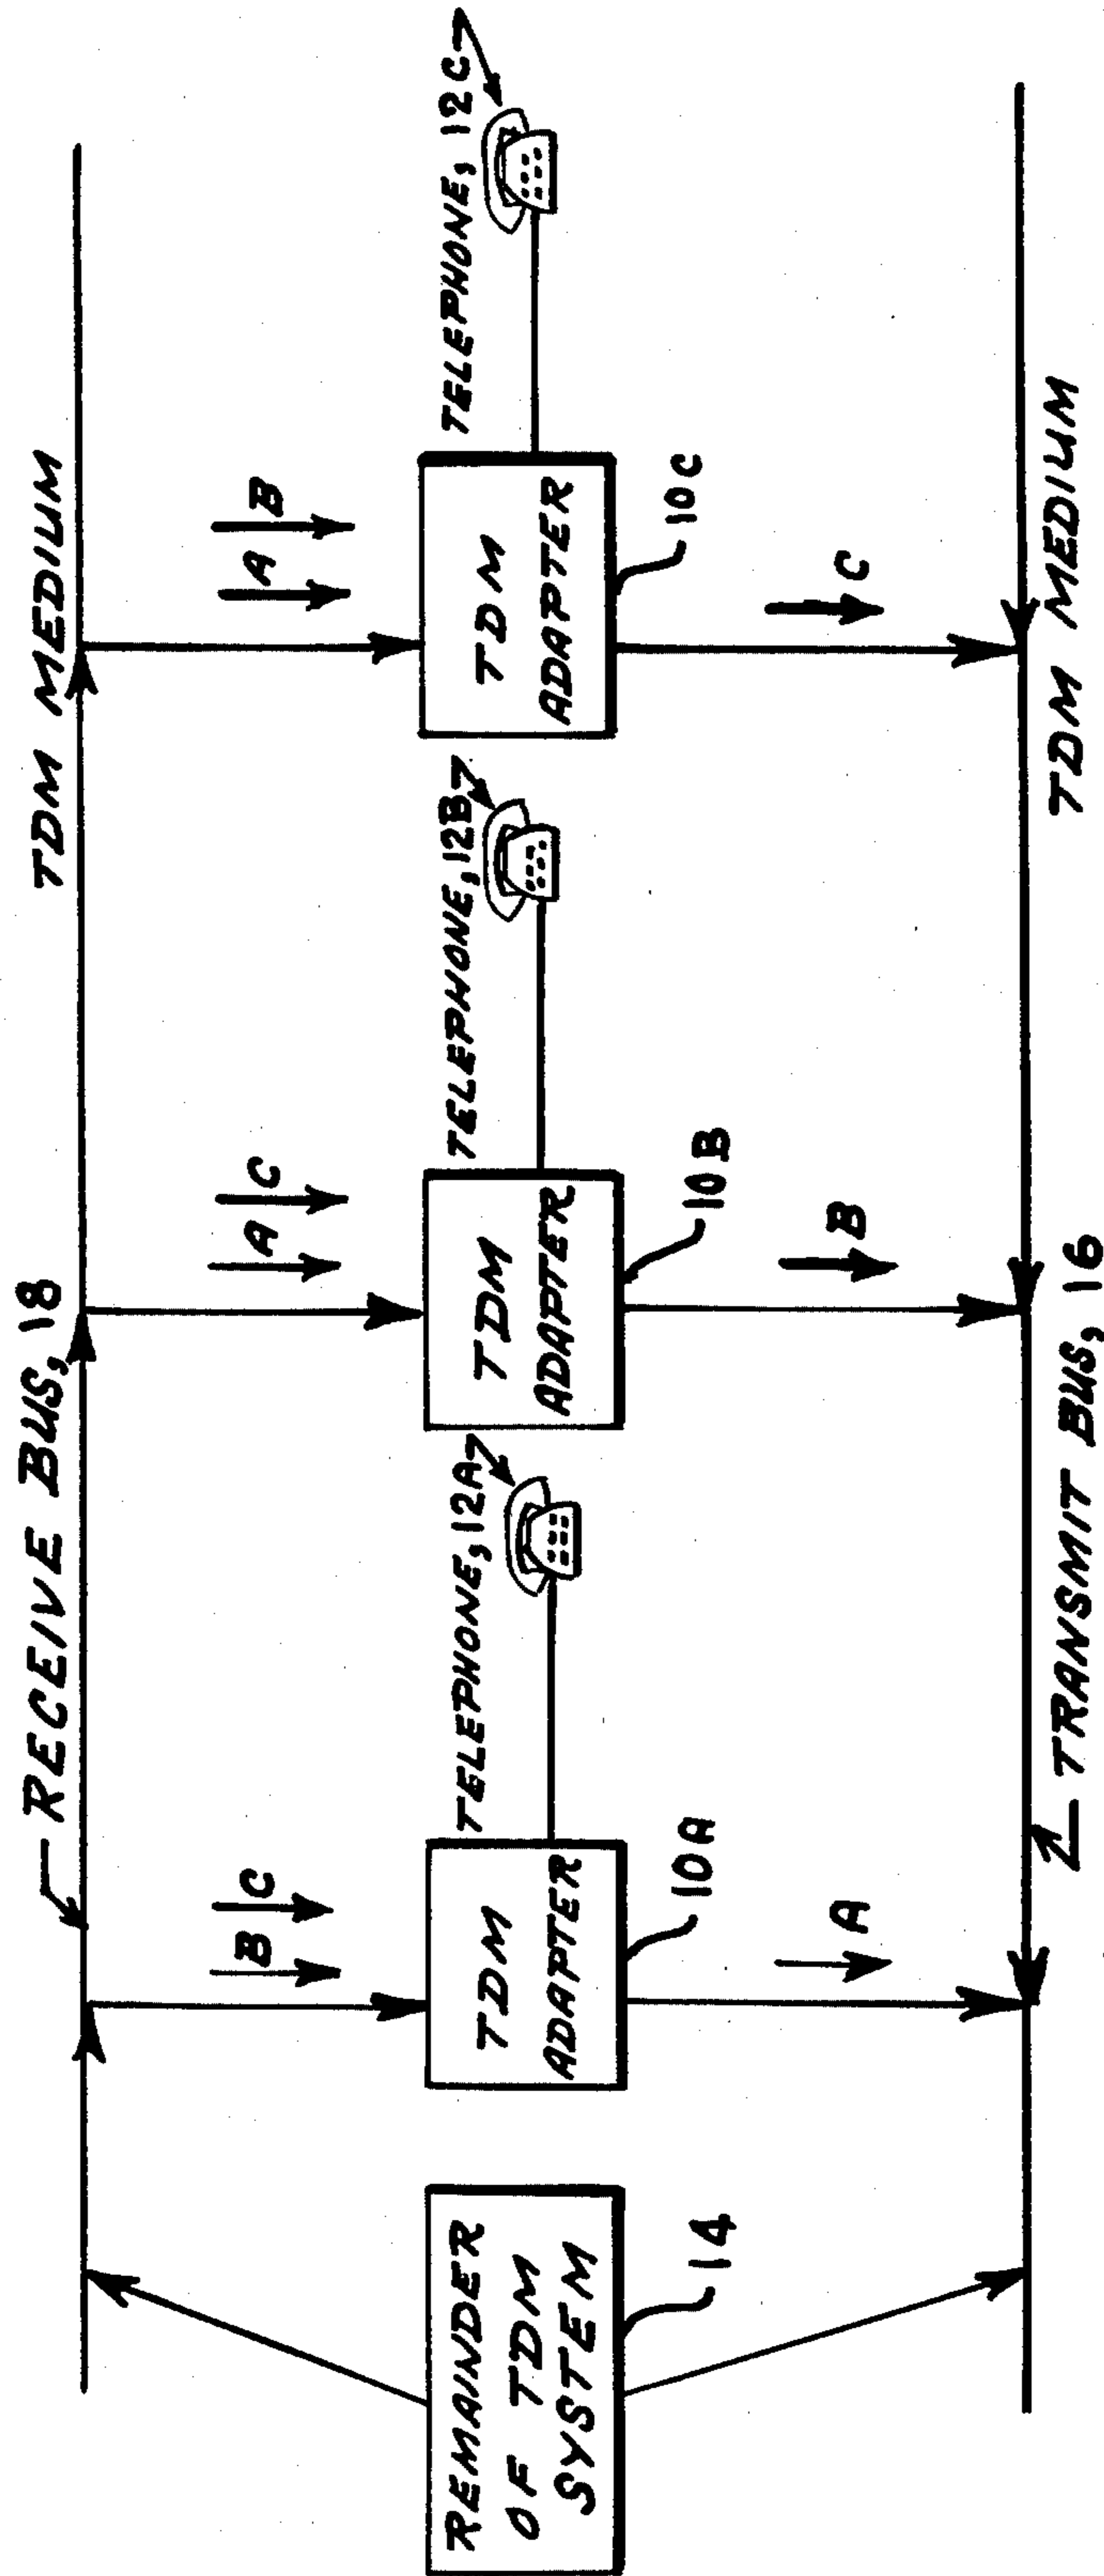 RECEIVE BUS, 18
TDM MEDIUM
B
C
A
C
A
B
REMAINDER
OF TDM
SYSTEM
14
TDM
ADAPTER
10A
TELEPHONE, 12A
TDM
ADAPTER
10B
TELEPHONE, 12B
TDM
ADAPTER
10C
TELEPHONE, 12C
A
B
C
TRANSMIT BUS, 16
TDM MEDIUM